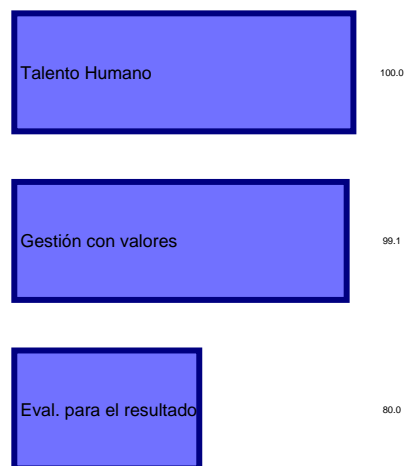 Talento Humano
100.0
Gestión con valores
99.1
Eval. para el resultado
80.0